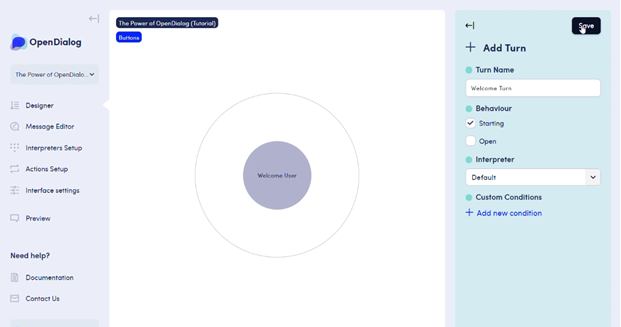 OpenDialog
The Power of OpenDialo...
Designer
Message Editor
Interpreters Setup
Actions Setup
Interface settings
Preview
Need help?
Documentation
Contact Us
The Power of OpenDialog (Tutorial)
Buttons
Welcome User
Save
Add Turn
Turn Name
Welcome Turn
Behaviour
Starting
Open
Interpreter
Default
Custom Conditions
Add new condition